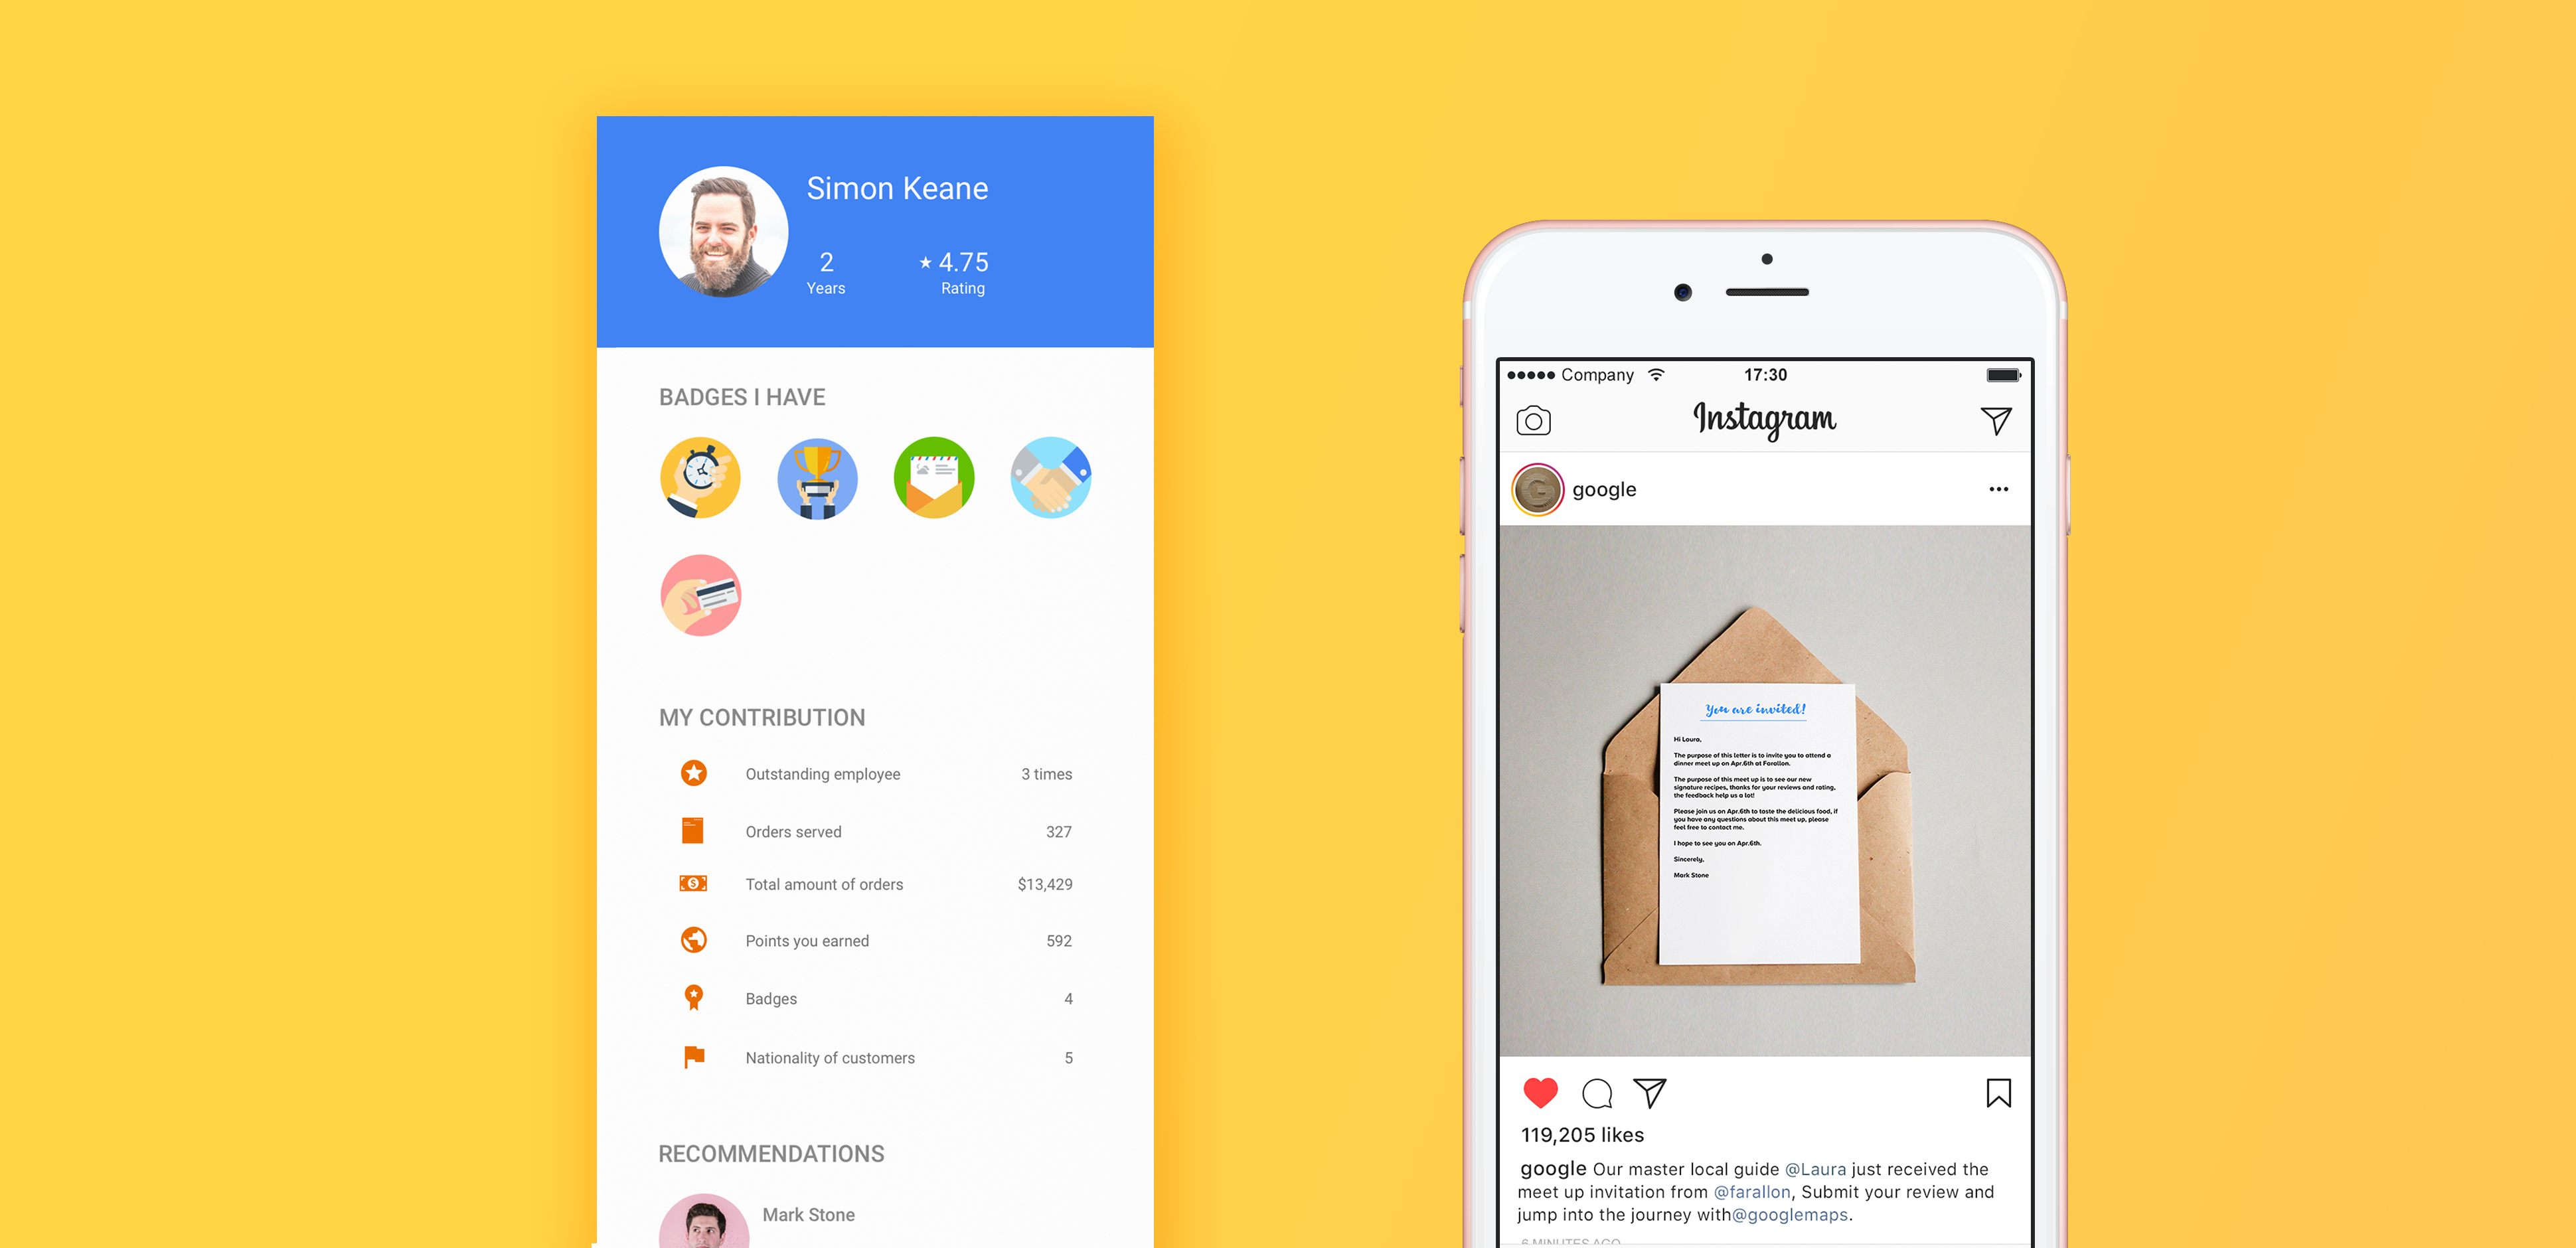 Simon Keane
2
★ 4.75
Years
Rating
BADGES I HAVE
MY CONTRIBUTION
Outstanding employee 3 times
Orders served 327
Total amount of orders $13,429
Points you earned 592
Badges 4
Nationality of customers 5
RECOMMENDATIONS
Mark Stone
Company 17:30
Instagram
google
You are invited!
Hi Laura,
The purpose of this letter is to invite you to attend a
dinner meet up on Apr.6th at Farallon.
The purpose of this meet up is to see our new
signature recipes, thanks for your reviews and rating,
the feedback help us a lot!
Please join us on Apr.6th to taste the delicious food, if
you have any questions about this meet up, please
feel free to contact me.
I hope to see you on Apr.6th.
Sincerely,
Mark Stone
119,205 likes
google Our master local guide @Laura just received the
meet up invitation from @farallon, Submit your review and
jump into the journey with@googlemaps.
6 MINUTES AGO